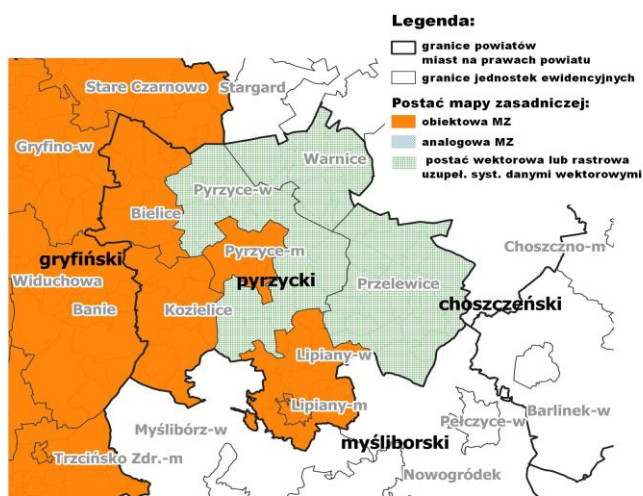 Legenda:
granice powiatów
miast na prawach powiatu
granice jednostek ewidencyjnych
Postać mapy zasadniczej:
obiektowa MZ
analogowa MZ
postać wektorowa lub rastrowa
uzupeł. syst. danymi wektorowymi
Stare Czarnowo
Stargard
Gryfino-w
Warnice
Pyrzyce-w
Bielice
Pyrzyce-m
Choszczno-m
gryfiński
Widuchowa
pyrzycki
Przelewice
choszczeński
Banie
Kozielice
Lipiany-w
Lipiany-m
Barlinek-w
Myślibórz-w
Pełczyce-w
myśliborski
Trzcińsko Zdr.-m
Nowogródek